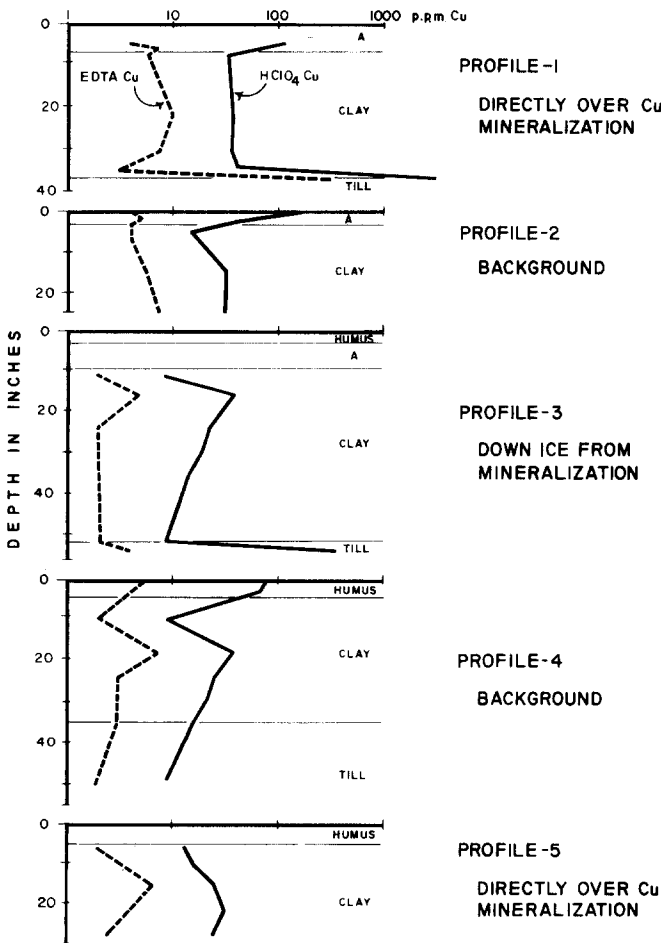 1 10 100 1000 p.pm Cu
0
A
EDTA Cu
HClO4 Cu
PROFILE-1
DIRECTLY OVER Cu
MINERALIZATION
20
CLAY
40
TILL
0
A
PROFILE-2
BACKGROUND
CLAY
20
DEPTH IN INCHES
0
HUMUS
A
PROFILE-3
DOWN ICE FROM
MINERALIZATION
20
CLAY
40
TILL
0
HUMUS
CLAY
20
PROFILE-4
BACKGROUND
40
TILL
0
HUMUS
PROFILE-5
DIRECTLY OVER Cu
MINERALIZATION
CLAY
20